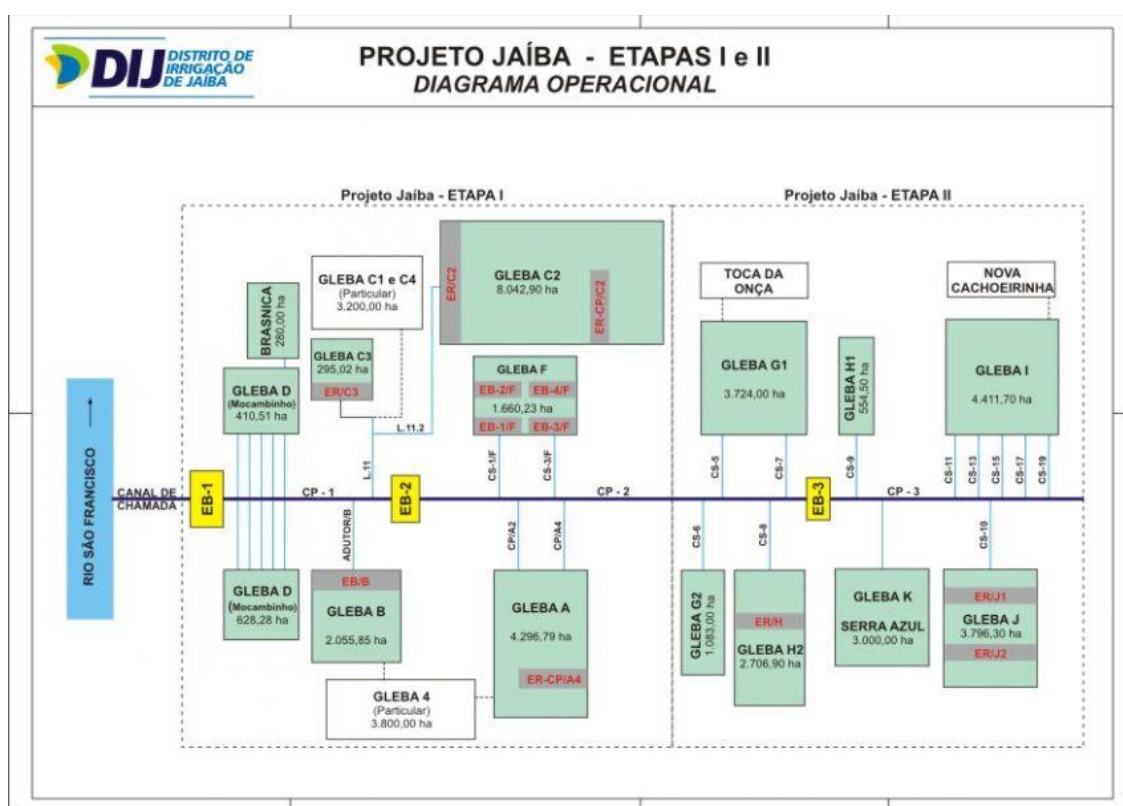 DIJ
DISTRITO DE
IRRIGAÇÃO
DE JAÍBA
PROJETO JAÍBA - ETAPAS I e II
DIAGRAMA OPERACIONAL
Projeto Jaíba - ETAPA I
Projeto Jaíba - ETAPA II
BRASNICA
280,00 ha
GLEBA C1 e C4
(Particular)
3.200,00 ha
ER/C2
GLEBA C2
8.042,90 ha
ER-CP/C2
TOCA DA
ONÇA
NOVA
CACHOEIRINHA
GLEBA D
(Mocambinho)
410,51 ha
GLEBA C3
295,02 ha
ER/C3
GLEBA F
EB-2/F
EB-4/F
1.660,23 ha
EB-1/F
EB-3/F
GLEBA G1
3.724,00 ha
GLEBA H1
554,50 ha
GLEBA I
4.411,70 ha
L.11
L.11.2
CS-1/F
CS-3/F
CS-5
CS-7
CS-9
CS-11
CS-13
CS-15
CS-17
CS-19
RIO SÃO FRANCISCO
CANAL DE
CHAMADA
EB-1
CP - 1
EB-2
CP - 2
EB-3
CP - 3
ADUTOR/B
CP/A2
CP/A4
CS-6
CS-8
CS-10
GLEBA D
(Mocambinho)
628,28 ha
EB/B
GLEBA B
2.055,85 ha
GLEBA A
4.296,79 ha
ER-CP/A4
GLEBA 4
(Particular)
3.800,00 ha
GLEBA G2
1.083,00 ha
ER/H
GLEBA H2
2.706,90 ha
GLEBA K
SERRA AZUL
3.000,00 ha
ER/J1
GLEBA J
3.796,30 ha
ER/J2